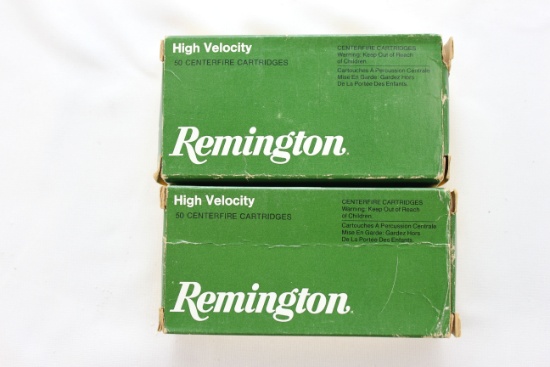 High Velocity
50 CENTERFIRE CARTRIDGES
CENTERFIRE CARTRIDGES
Warning: Keep Out of Reach
of Children.
Cartouches A Percussion Centrale
Mise En Garde: Gardez Hors
De La Portee Des Enfants.
Remington.
High Velocity
50 CENTERFIRE CARTRIDGES
CENTERFIRE CARTRIDGES
Warning: Keep Out of Reach
of Children.
Cartouches A Percussion Centrale
Mise En Garde: Gardez Hors
De La Portee Des Enfants.
Remington.